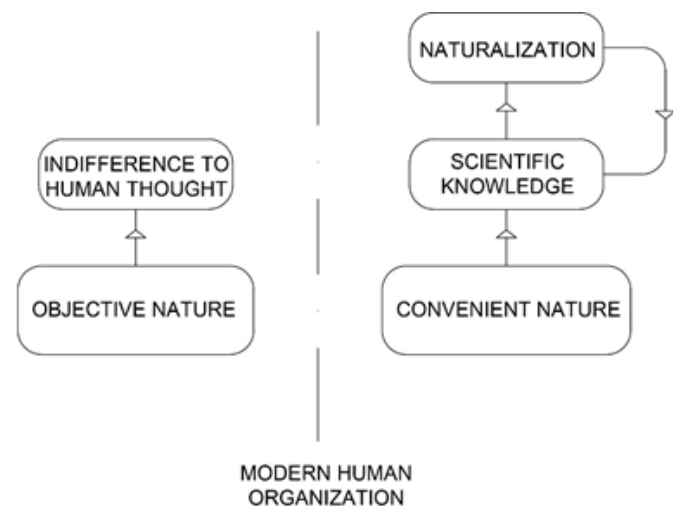 NATURALIZATION
INDIFFERENCE TO
HUMAN THOUGHT
SCIENTIFIC
KNOWLEDGE
OBJECTIVE NATURE
CONVENIENT NATURE
MODERN HUMAN
ORGANIZATION